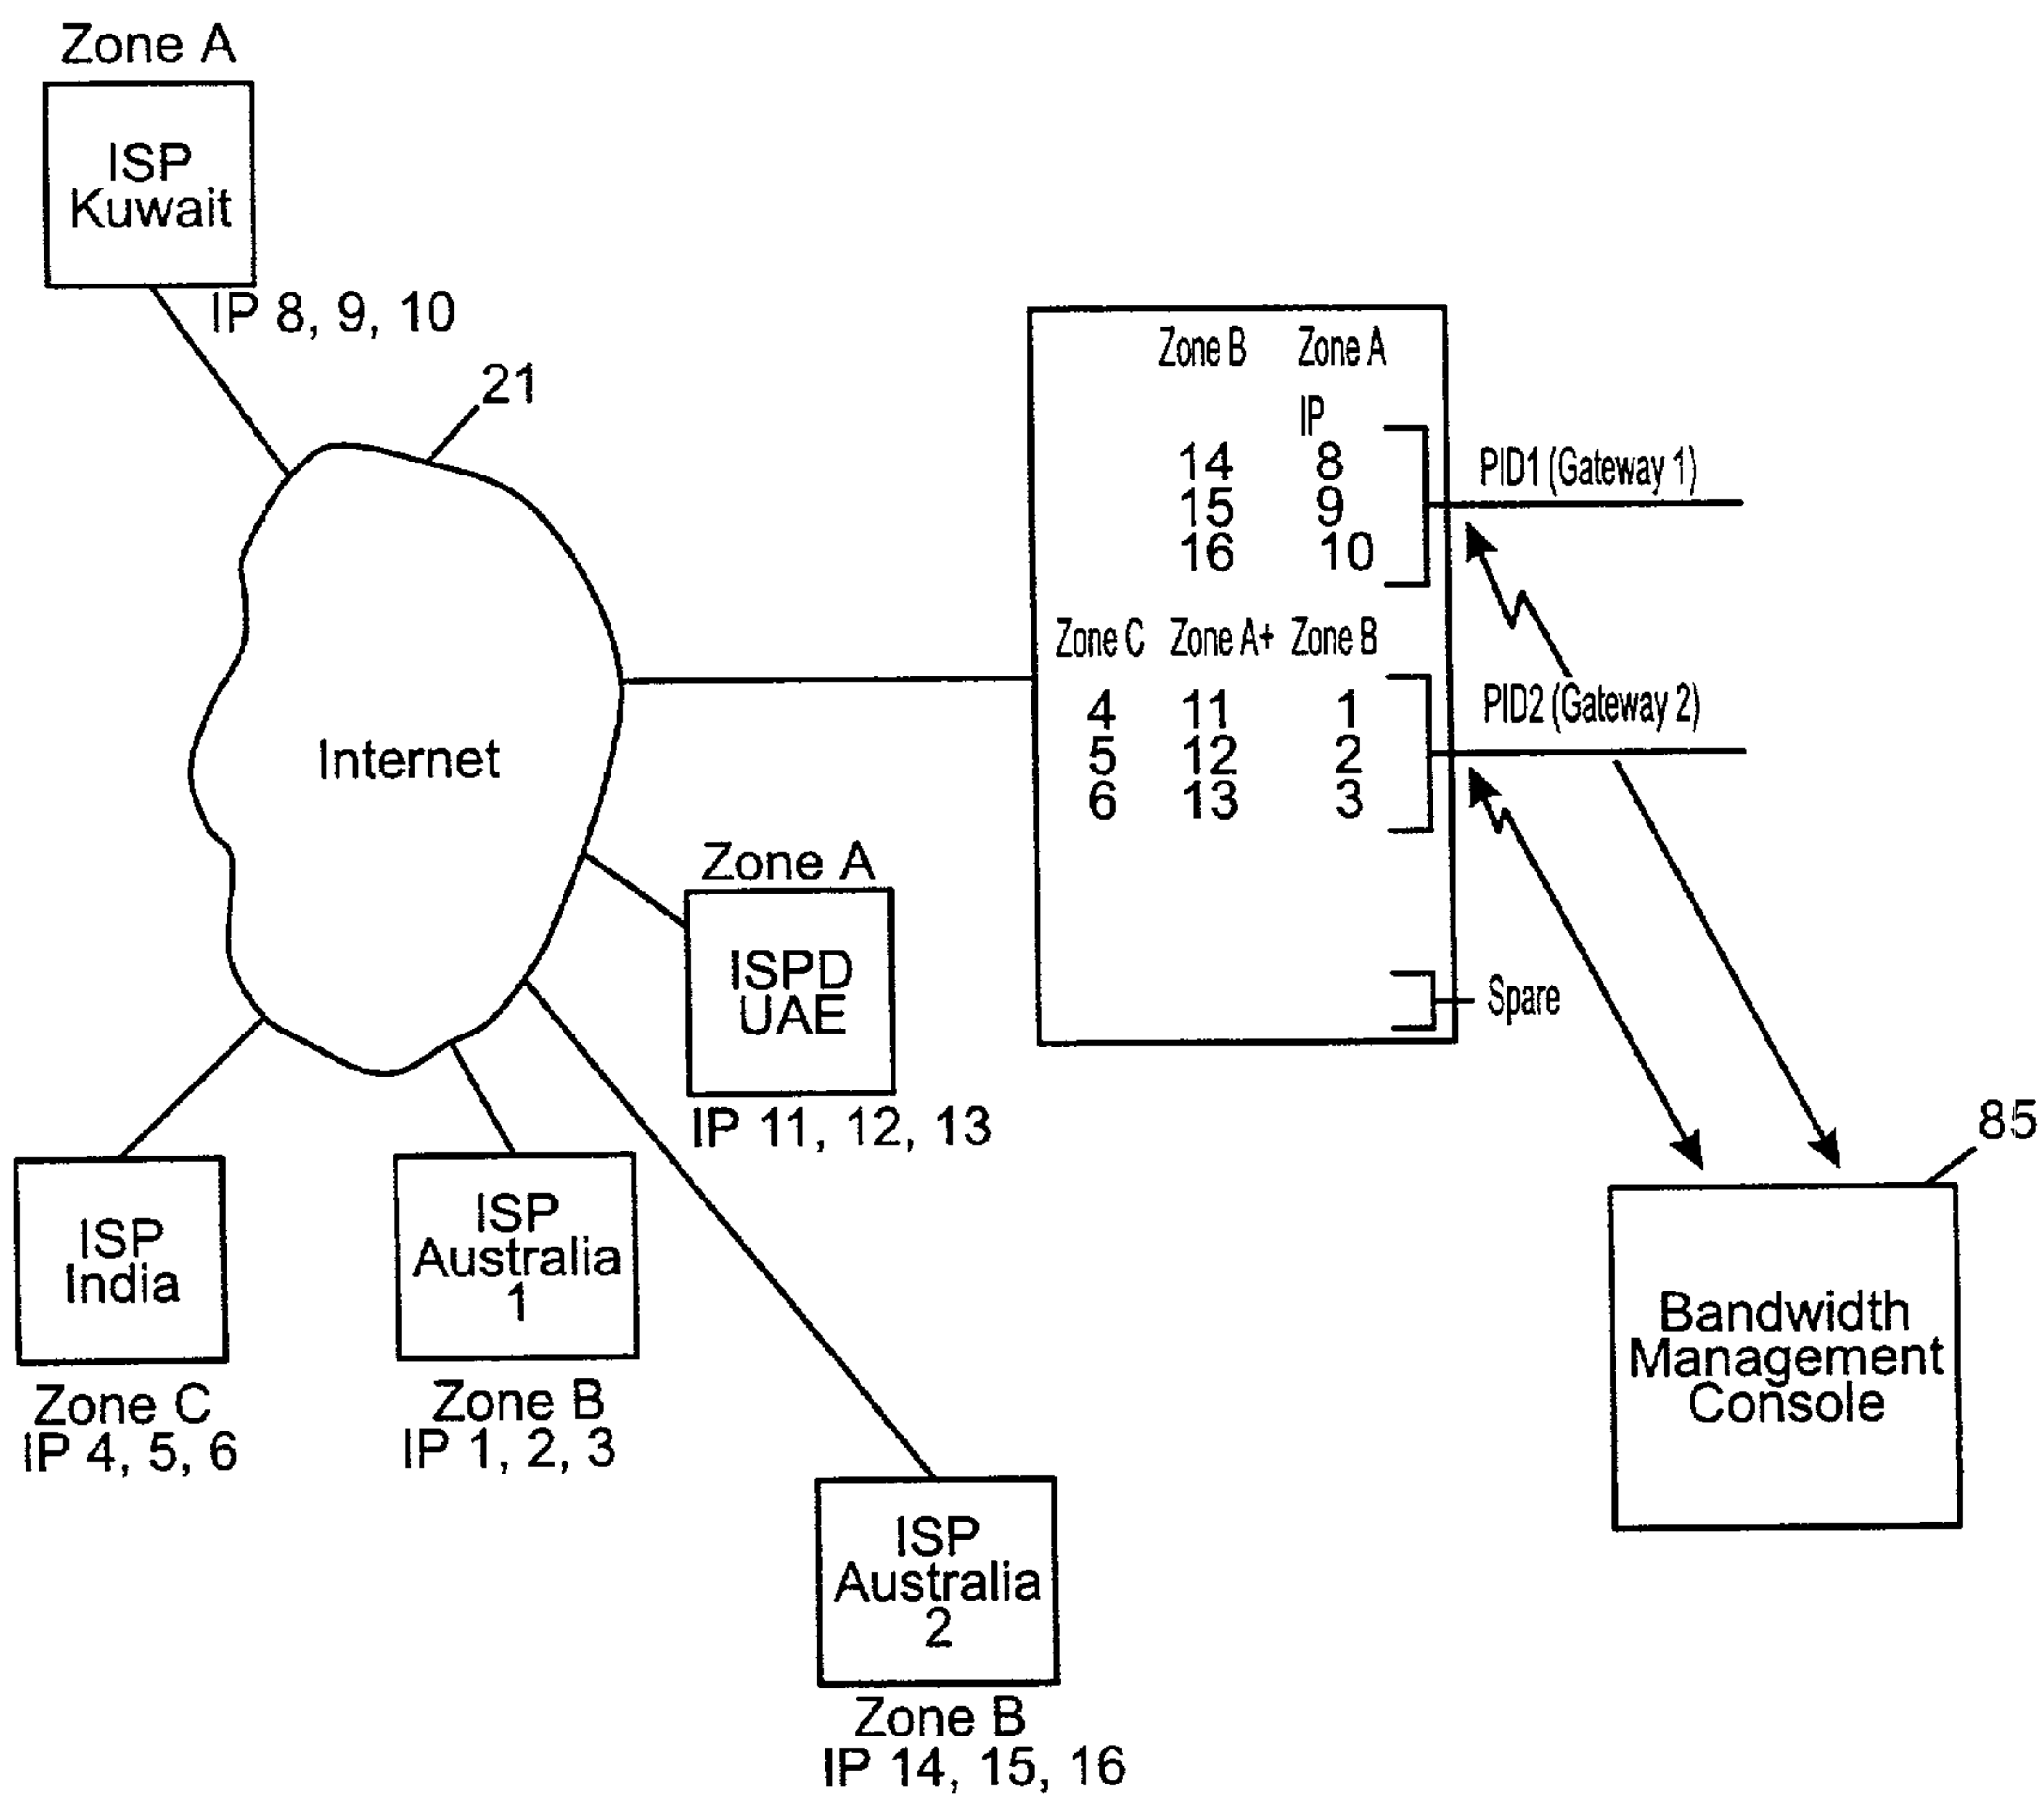 Zone A
ISP
Kuwait
IP 8, 9, 10
21
Internet
Zone B Zone A
IP
14 8
15 9
16 10
PID1 (Gateway 1)
Zone C Zone A+ Zone B
4 11 1
5 12 2
6 13 3
PID2 (Gateway 2)
Spare
Zone A
ISPD
UAE
IP 11, 12, 13
ISP
India
Zone C
IP 4, 5, 6
ISP
Australia
1
Zone B
IP 1, 2, 3
ISP
Australia
2
Zone B
IP 14, 15, 16
85
Bandwidth
Management
Console